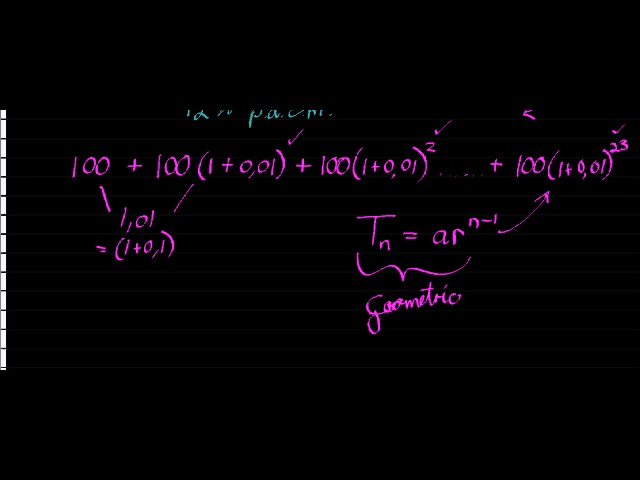 12% p.a.c.m.
100 + 100(1+0,01) + 100(1+0,01)² ...... + 100(1+0,01)²³
1,01
= (1+0,1)
Tₙ = arⁿ⁻¹
geometric